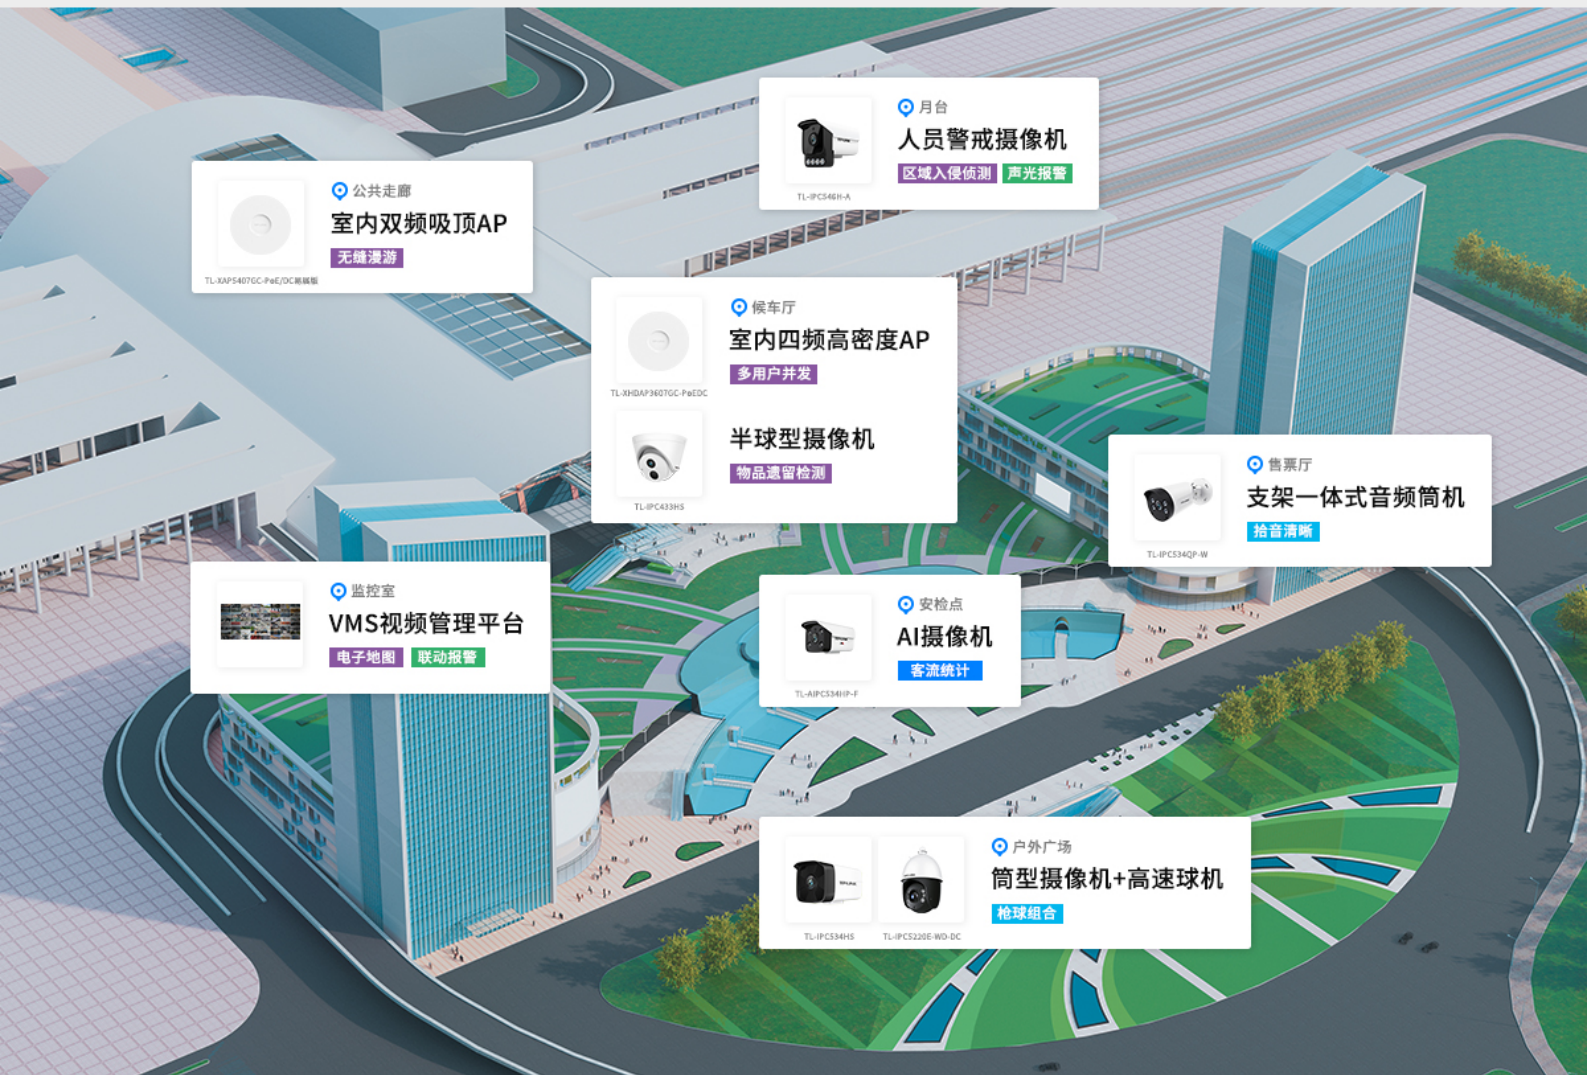 月台
人员警戒摄像机
区域入侵侦测 声光报警
TL-IPC546H-A
公共走廊
室内双频吸顶AP
无缝漫游
TL-XAP5407GC-PoE/DC易展版
候车厅
室内四频高密度AP
多用户并发
TL-XHDAP3607GC-PoEDC
半球型摄像机
物品遗留检测
TL-IPC433HS
售票厅
支架一体式音频筒机
拾音清晰
TL-IPC534QP-W
监控室
VMS视频管理平台
电子地图 联动报警
安检点
AI摄像机
客流统计
TL-AIPC534HP-F
户外广场
筒型摄像机+高速球机
枪球组合
TL-IPC534HS TL-IPC5220E-WD-DC